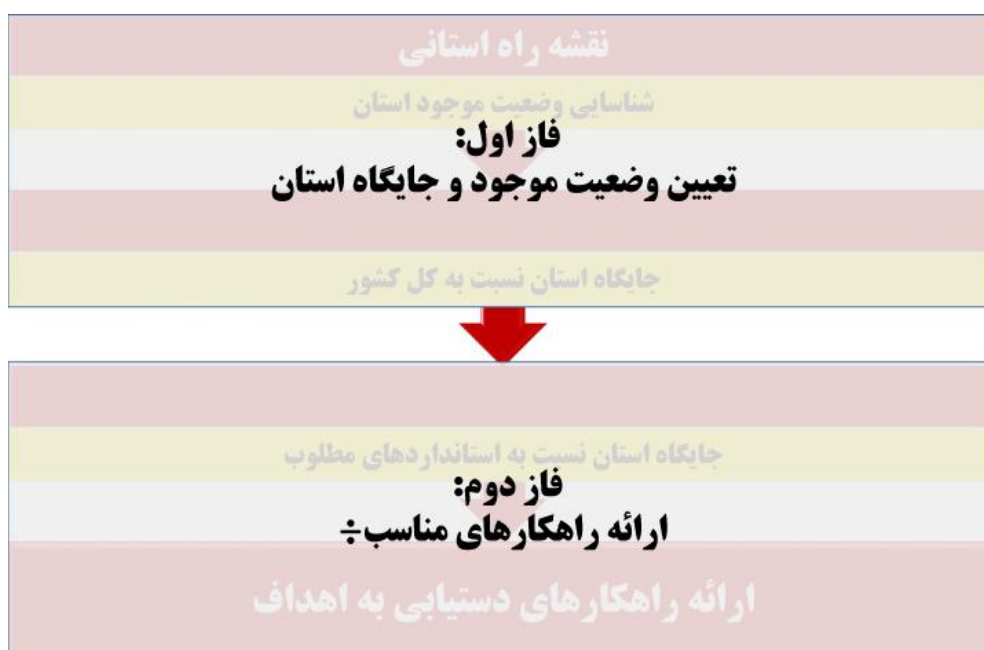 نقشه راه استانی
شناسایی وضعیت موجود استان
فاز اول:
تعیین وضعیت موجود و جایگاه استان
جایگاه استان نسبت به کل کشور
جایگاه استان نسبت به استانداردهای مطلوب
فاز دوم:
ارائه راهکارهای مناسب÷
ارائه راهکارهای دستیابی به اهداف